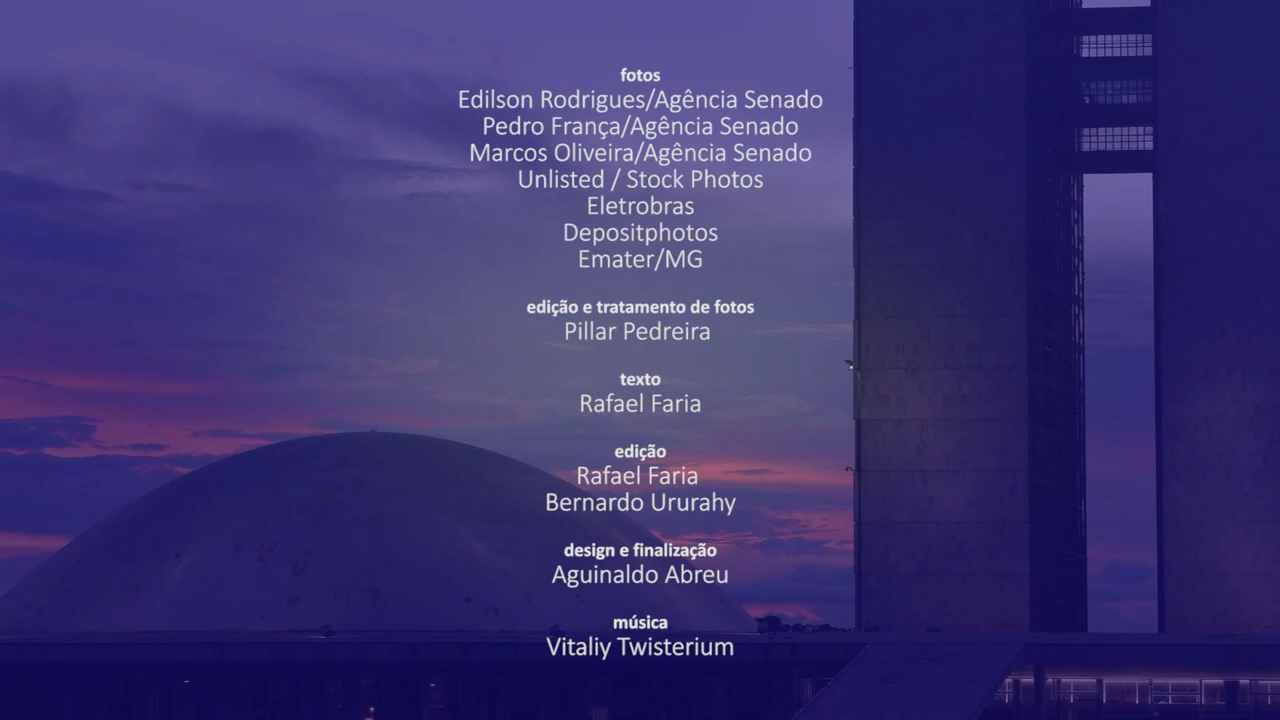 fotos
Edilson Rodrigues/Agência Senado
Pedro França/Agência Senado
Marcos Oliveira/Agência Senado
Unlisted / Stock Photos
Eletrobras
Depositphotos
Emater/MG
edição e tratamento de fotos
Pillar Pedreira
texto
Rafael Faria
edição
Rafael Faria
Bernardo Ururahy
design e finalização
Aguinaldo Abreu
música
Vitaliy Twisterium